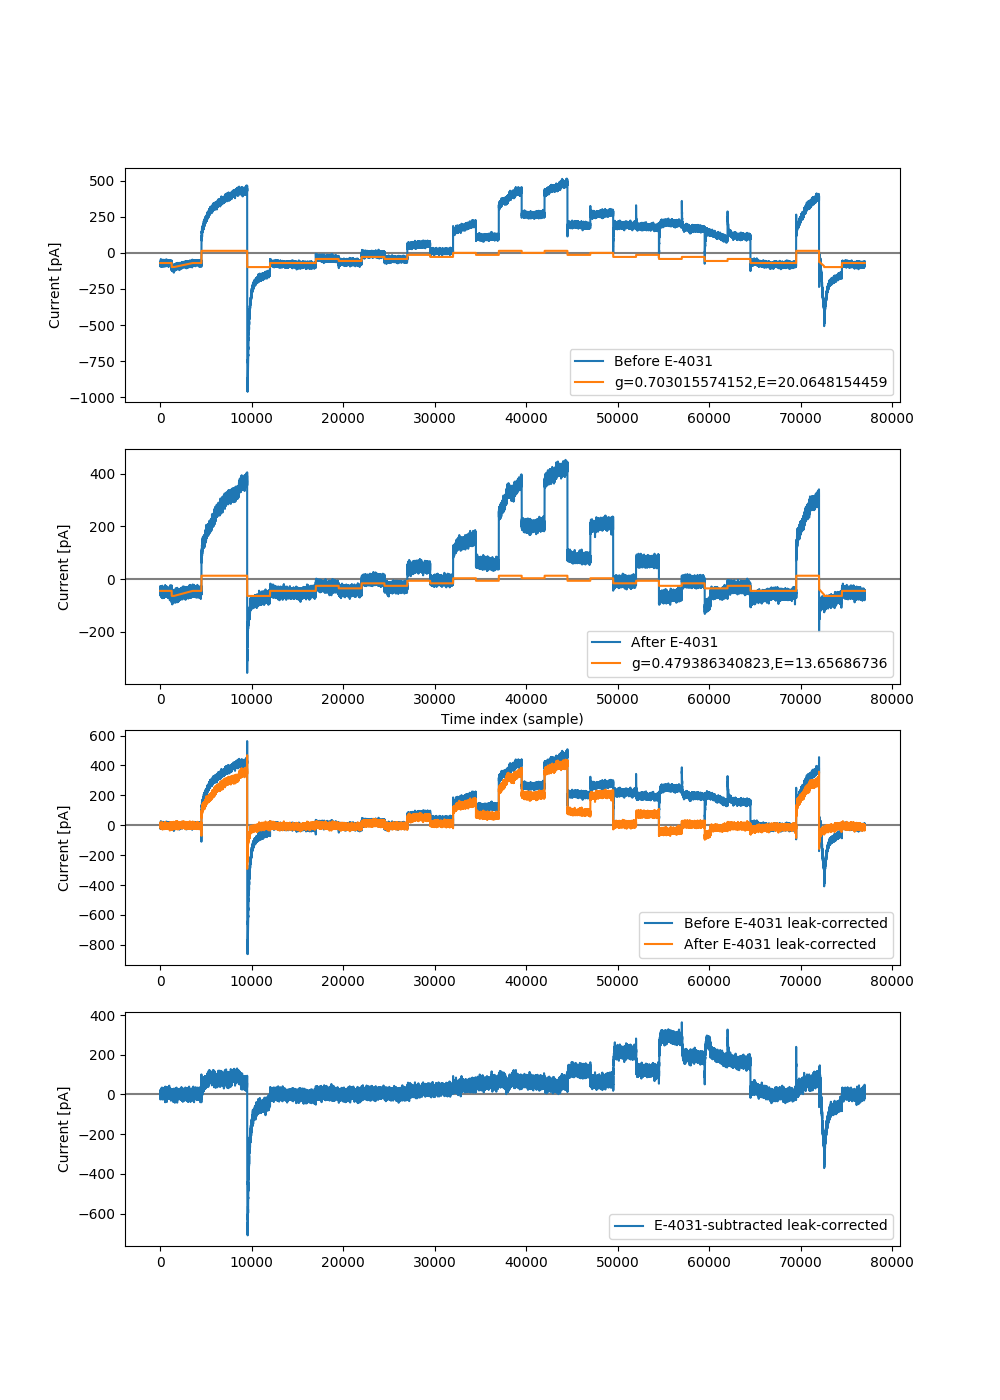 500
250
0
−250
−500
−750
−1000
Current [pA]
Before E-4031
g=0.703015574152,E=20.0648154459
0 10000 20000 30000 40000 50000 60000 70000 80000
400
200
0
−200
Current [pA]
After E-4031
g=0.479386340823,E=13.65686736
0 10000 20000 30000 40000 50000 60000 70000 80000
Time index (sample)
600
400
200
0
−200
−400
−600
−800
Current [pA]
Before E-4031 leak-corrected
After E-4031 leak-corrected
0 10000 20000 30000 40000 50000 60000 70000 80000
400
200
0
−200
−400
−600
Current [pA]
E-4031-subtracted leak-corrected
0 10000 20000 30000 40000 50000 60000 70000 80000